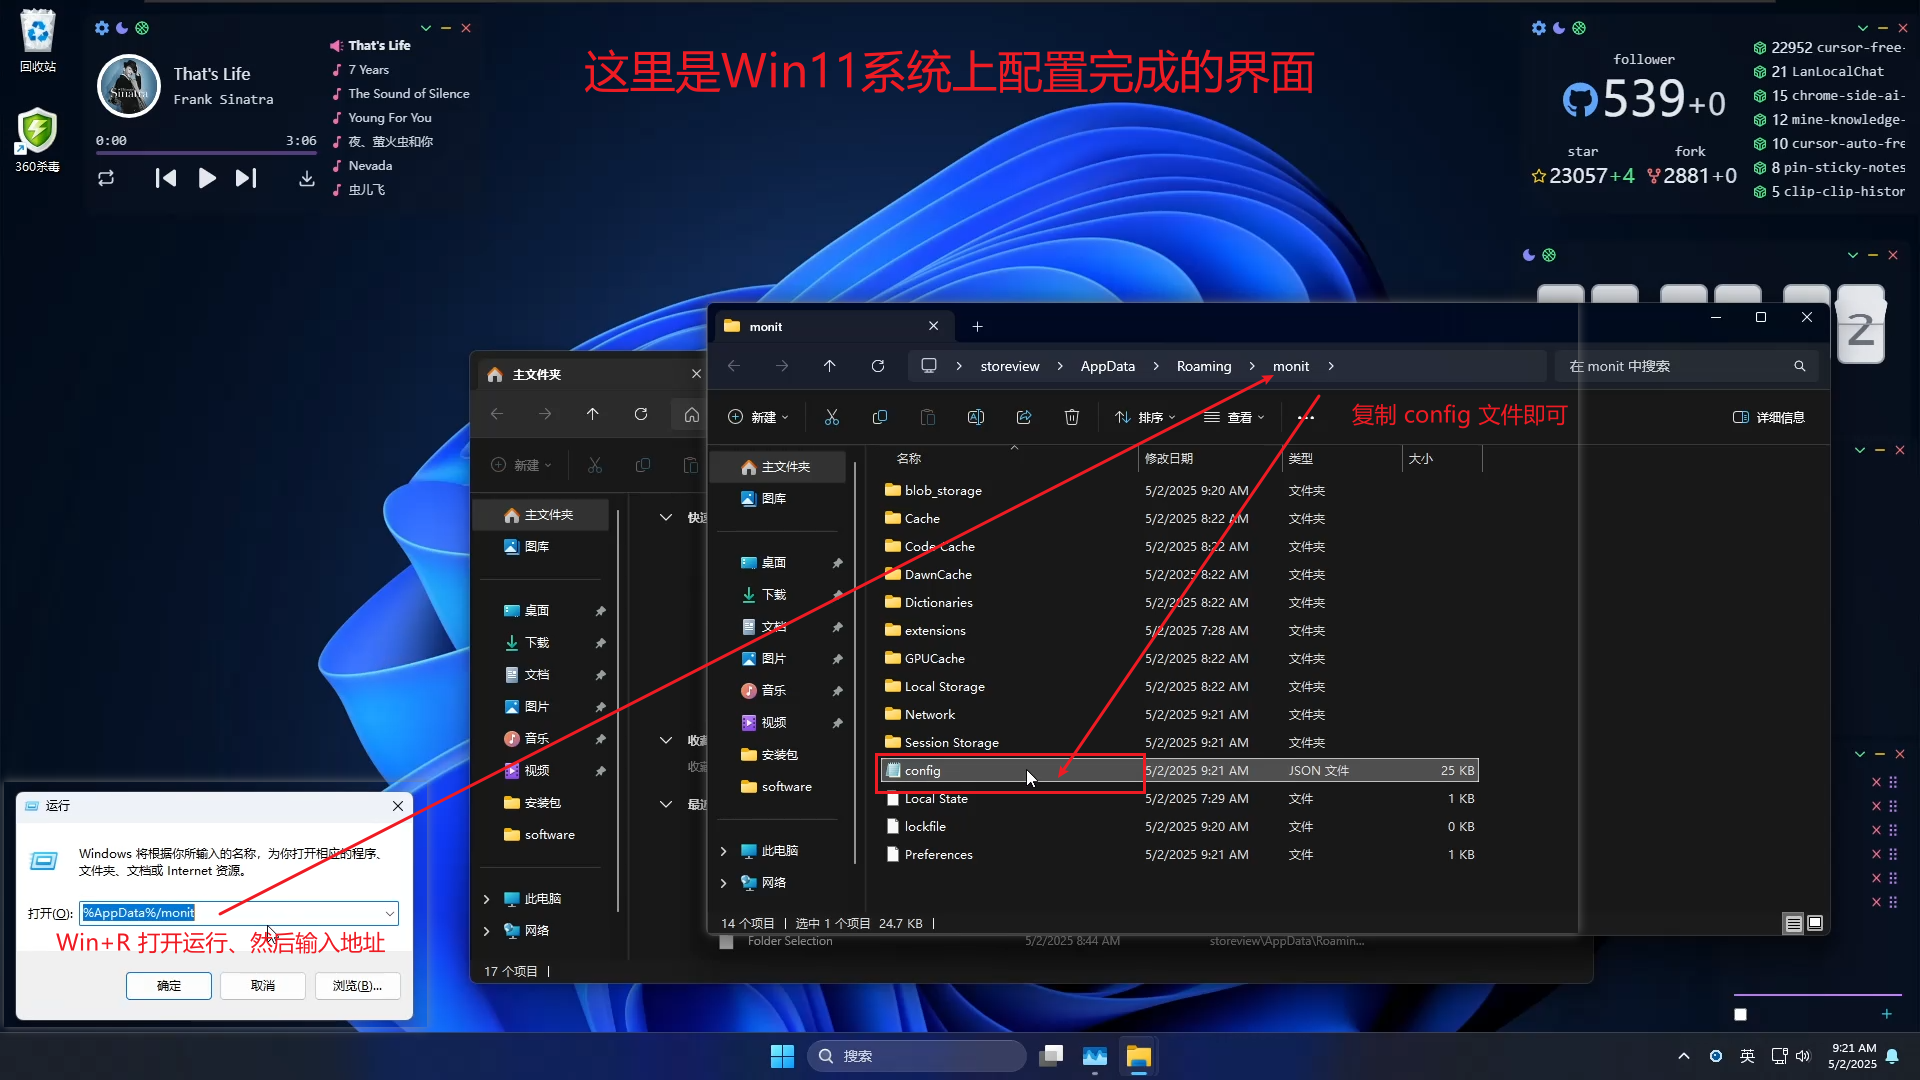 这里是Win11系统上配置完成的界面
回收站
360杀毒
That's Life
Frank Sinatra
0:00
3:06
That's Life
7 Years
The Sound of Silence
Young For You
夜、萤火虫和你
Nevada
虫儿飞
follower
539+0
star
fork
23057+4
2881+0
22952 cursor-free-
21 LanLocalChat
15 chrome-side-ai-
12 mine-knowledge-
10 cursor-auto-fre
8 pin-sticky-notes
5 clip-clip-histor
2
主文件夹
新建
主文件夹
图库
桌面
下载
文档
图片
音乐
视频
安装包
software
此电脑
网络
17 个项目
Folder Selection
5/2/2025 8:44 AM
storeview\AppData\Roamin...
monit
storeview
AppData
Roaming
monit
在 monit 中搜索
新建
排序
查看
复制 config 文件即可
详细信息
主文件夹
图库
桌面
下载
文档
图片
音乐
视频
安装包
software
此电脑
网络
名称 修改日期 类型 大小
blob_storage 5/2/2025 9:20 AM 文件夹
Cache 5/2/2025 8:22 AM 文件夹
Code Cache 5/2/2025 8:22 AM 文件夹
DawnCache 5/2/2025 8:22 AM 文件夹
Dictionaries 5/2/2025 8:22 AM 文件夹
extensions 5/2/2025 7:28 AM 文件夹
GPUCache 5/2/2025 8:22 AM 文件夹
Local Storage 5/2/2025 8:22 AM 文件夹
Network 5/2/2025 9:21 AM 文件夹
Session Storage 5/2/2025 9:21 AM 文件夹
config 5/2/2025 9:21 AM JSON 文件 25 KB
Local State 5/2/2025 7:29 AM 文件 1 KB
lockfile 5/2/2025 9:20 AM 文件 0 KB
Preferences 5/2/2025 9:21 AM 文件 1 KB
14 个项目 选中 1 个项目 24.7 KB
运行
Windows 将根据你所输入的名称，为你打开相应的程序、
文件夹、文档或 Internet 资源。
打开(O): %AppData%/monit
Win+R 打开运行、然后输入地址
确定
取消
浏览(B)...
搜索
英
9:21 AM
5/2/2025